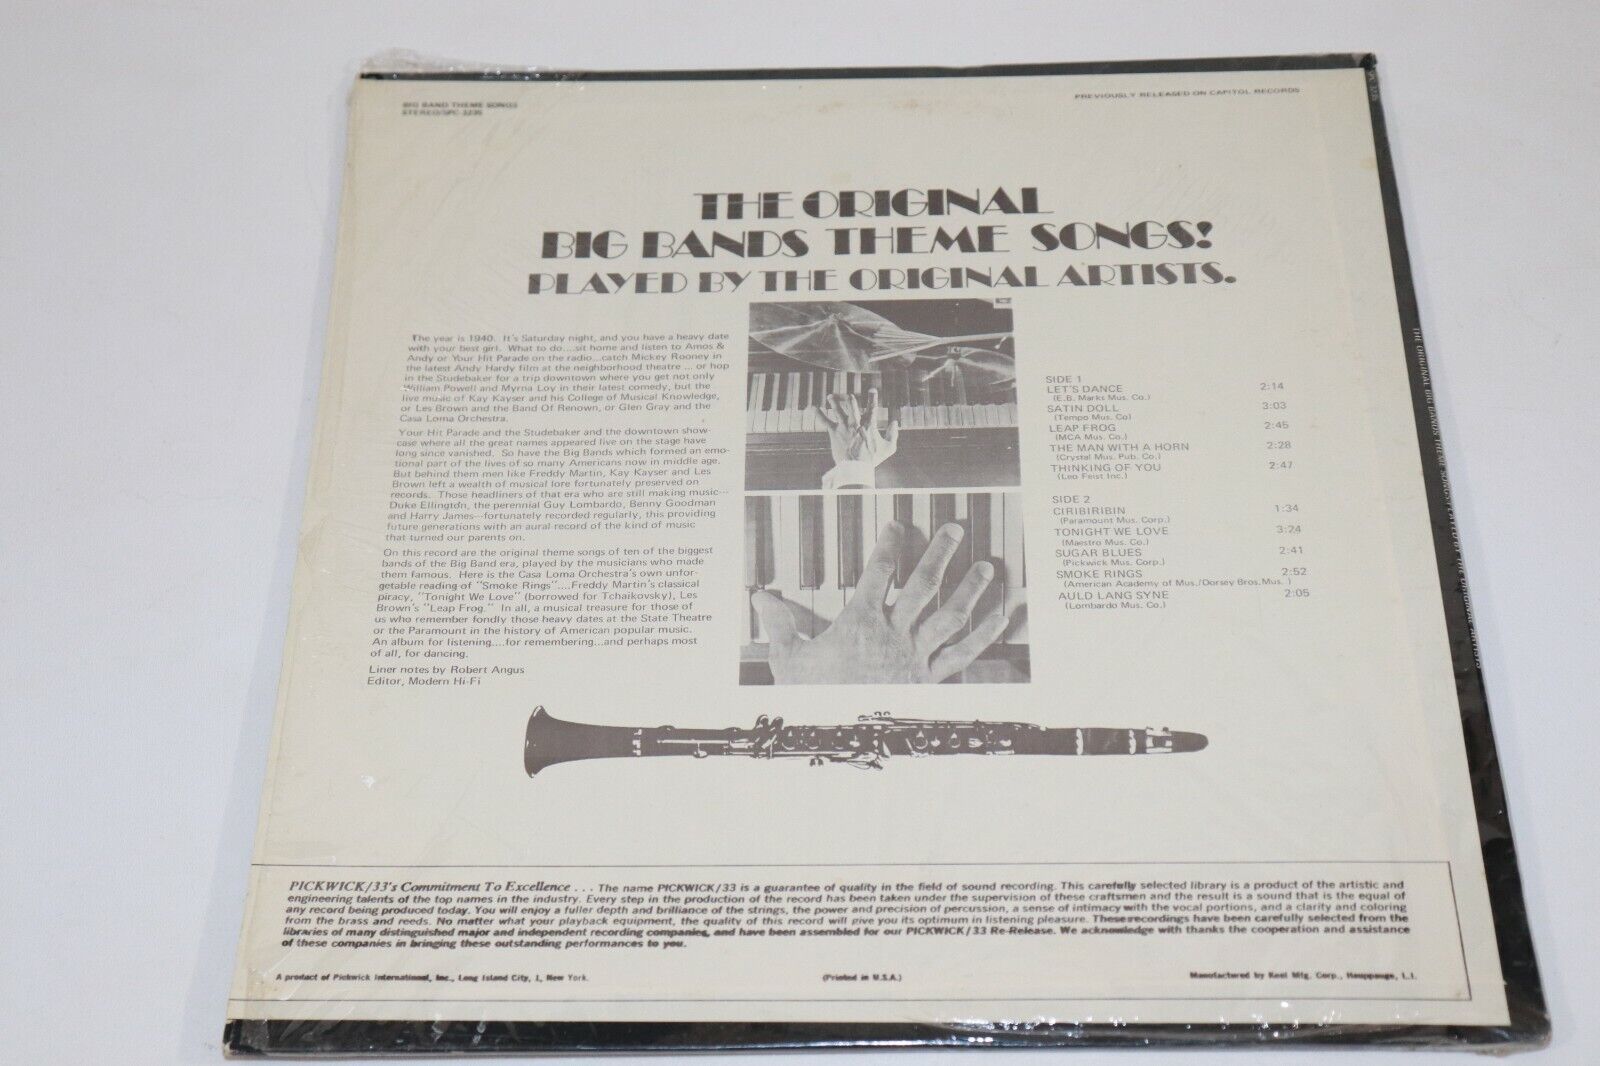 BIG BAND THEME SONGS
STEREO/SPC 3235
PREVIOUSLY RELEASED ON CAPITOL RECORDS
THE ORIGINAL
BIG BANDS THEME SONGS!
PLAYED BY THE ORIGINAL ARTISTS.
The year is 1940. It's Saturday night, and you have a heavy date
with your best girl. What to do....sit home and listen to Amos &
Andy or Your Hit Parade on the radio...catch Mickey Rooney in
the latest Andy Hardy film at the neighborhood theatre ... or hop
in the Studebaker for a trip downtown where you get not only
William Powell and Myrna Loy in their latest comedy, but the
live music of Kay Kayser and his College of Musical Knowledge,
or Les Brown and the Band Of Renown, or Glen Gray and the
Casa Loma Orchestra.
Your Hit Parade and the Studebaker and the downtown show-
case where all the great names appeared live on the stage have
long since vanished. So have the Big Bands which formed an emo-
tional part of the lives of so many Americans now in middle age.
But behind them men like Freddy Martin, Kay Kayser and Les
Brown left a wealth of musical lore fortunately preserved on
records. Those headliners of that era who are still making music---
Duke Ellington, the perennial Guy Lombardo, Benny Goodman
and Harry James--fortunately recorded regularly, this providing
future generations with an aural record of the kind of music
that turned our parents on.
On this record are the original theme songs of ten of the biggest
bands of the Big Band era, played by the musicians who made
them famous. Here is the Casa Loma Orchestra's own unfor-
getable reading of "Smoke Rings"....Freddy Martin's classical
piracy, "Tonight We Love" (borrowed for Tchaikovsky), Les
Brown's "Leap Frog." In all, a musical treasure for those of
us who remember fondly those heavy dates at the State Theatre
or the Paramount in the history of American popular music.
An album for listening....for remembering...and perhaps most
of all, for dancing.
Liner notes by Robert Angus
Editor, Modern Hi-Fi
SIDE 1
LET'S DANCE 2:14
(E.B. Marks Mus. Co.)
SATIN DOLL 3:03
(Tempo Mus. Co)
LEAP FROG 2:45
(MCA Mus. Co.)
THE MAN WITH A HORN 2:28
(Crystal Mus. Pub. Co.)
THINKING OF YOU 2:47
(Leo Feist Inc.)
SIDE 2
CIRIBIRIBIN 1:34
(Paramount Mus. Corp.)
TONIGHT WE LOVE 3:24
(Maestro Mus. Co.)
SUGAR BLUES 2:41
(Pickwick Mus. Corp.)
SMOKE RINGS 2:52
(American Academy of Mus./Dorsey Bros.Mus.)
AULD LANG SYNE 2:05
(Lombardo Mus. Co.)
PICKWICK/33's Commitment To Excellence . . . The name PICKWICK/33 is a guarantee of quality in the field of sound recording. This carefully selected library is a product of the artistic and
engineering talents of the top names in the industry. Every step in the production of the record has been taken under the supervision of these craftsmen and the result is a sound that is the equal of
any record being produced today. You will enjoy a fuller depth and brilliance of the strings, the power and precision of percussion, a sense of intimacy with the vocal portions, and a clarity and coloring
from the brass and reeds. No matter what your playback equipment, the quality of this record will give you its optimum in listening pleasure. These recordings have been carefully selected from the
libraries of many distinguished major and independent recording companies, and have been assembled for our PICKWICK/33 Re-Release. We acknowledge with thanks the cooperation and assistance
of these companies in bringing these outstanding performances to you.
A product of Pickwick International, Inc., Long Island City, 1, New York.
(Printed in U.S.A.)
Manufactured by Keel Mfg. Corp., Hauppauge, L.I.
THE ORIGINAL BIG BANDS THEME SONGS PLAYED BY THE ORIGINAL ARTISTS